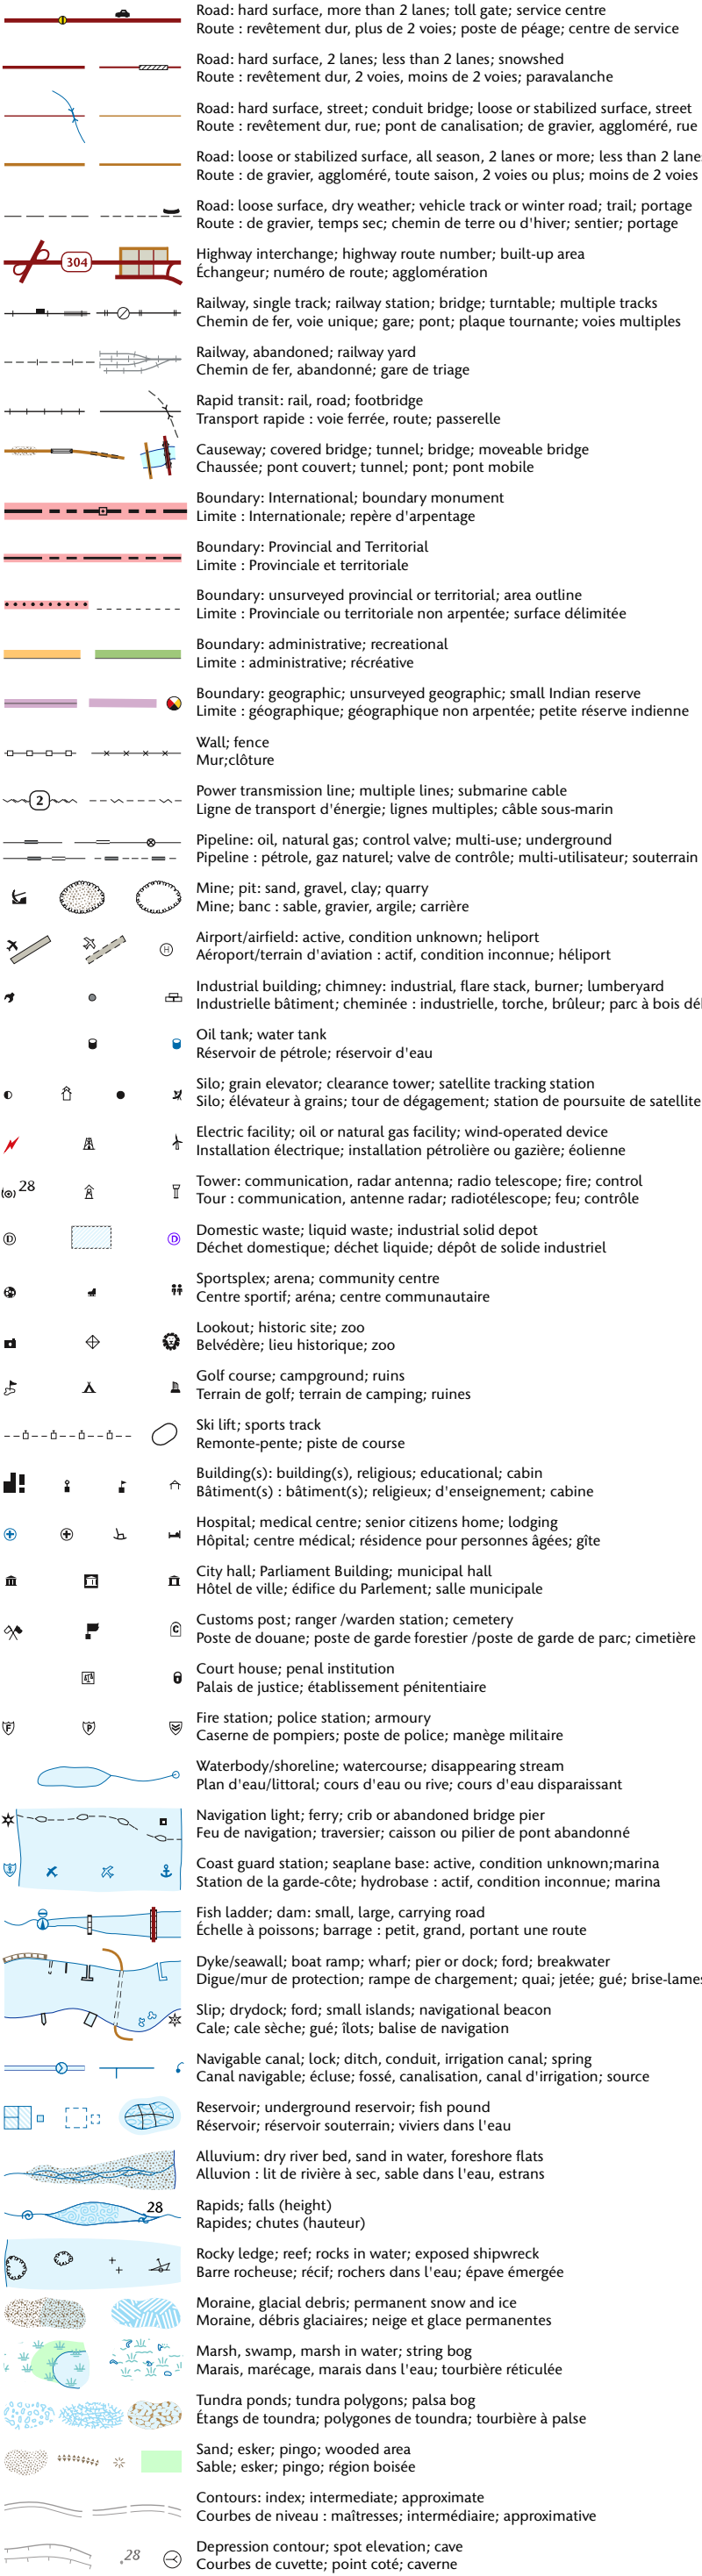 Road: hard surface, more than 2 lanes; toll gate; service centre
Route : revêtement dur, plus de 2 voies; poste de péage; centre de service
Road: hard surface, 2 lanes; less than 2 lanes; snowshed
Route : revêtement dur, 2 voies, moins de 2 voies; paravalanche
Road: hard surface, street; conduit bridge; loose or stabilized surface, street
Route : revêtement dur, rue; pont de canalisation; de gravier, aggloméré, rue
Road: loose or stabilized surface, all season, 2 lanes or more; less than 2 lane
Route : de gravier, aggloméré, toute saison, 2 voies ou plus; moins de 2 voies
Road: loose surface, dry weather; vehicle track or winter road; trail; portage
Route : de gravier, temps sec; chemin de terre ou d'hiver; sentier; portage
304
Highway interchange; highway route number; built-up area
Échangeur; numéro de route; agglomération
Railway, single track; railway station; bridge; turntable; multiple tracks
Chemin de fer, voie unique; gare; pont; plaque tournante; voies multiples
Railway, abandoned; railway yard
Chemin de fer, abandonné; gare de triage
Rapid transit: rail, road; footbridge
Transport rapide : voie ferrée, route; passerelle
Causeway; covered bridge; tunnel; bridge; moveable bridge
Chaussée; pont couvert; tunnel; pont; pont mobile
Boundary: International; boundary monument
Limite : Internationale; repère d'arpentage
Boundary: Provincial and Territorial
Limite : Provinciale et territoriale
Boundary: unsurveyed provincial or territorial; area outline
Limite : Provinciale ou territoriale non arpentée; surface délimitée
Boundary: administrative; recreational
Limite : administrative; récréative
Boundary: geographic; unsurveyed geographic; small Indian reserve
Limite : géographique; géographique non arpentée; petite réserve indienne
Wall; fence
Mur;clôture
2
Power transmission line; multiple lines; submarine cable
Ligne de transport d'énergie; lignes multiples; câble sous-marin
Pipeline: oil, natural gas; control valve; multi-use; underground
Pipeline : pétrole, gaz naturel; valve de contrôle; multi-utilisateur; souterrain
Mine; pit: sand, gravel, clay; quarry
Mine; banc : sable, gravier, argile; carrière
H
Airport/airfield: active, condition unknown; heliport
Aéroport/terrain d'aviation : actif, condition inconnue; héliport
Industrial building; chimney: industrial, flare stack, burner; lumberyard
Industrielle bâtiment; cheminée : industrielle, torche, brûleur; parc à bois dé
Oil tank; water tank
Réservoir de pétrole; réservoir d'eau
Silo; grain elevator; clearance tower; satellite tracking station
Silo; élévateur à grains; tour de dégagement; station de poursuite de satellite
Electric facility; oil or natural gas facility; wind-operated device
Installation électrique; installation pétrolière ou gazière; éolienne
28
Tower: communication, radar antenna; radio telescope; fire; control
Tour : communication, antenne radar; radiotélescope; feu; contrôle
D D
Domestic waste; liquid waste; industrial solid depot
Déchet domestique; déchet liquide; dépôt de solide industriel
Sportsplex; arena; community centre
Centre sportif; aréna; centre communautaire
Lookout; historic site; zoo
Belvédère; lieu historique; zoo
Golf course; campground; ruins
Terrain de golf; terrain de camping; ruines
Ski lift; sports track
Remonte-pente; piste de course
Building(s): building(s), religious; educational; cabin
Bâtiment(s) : bâtiment(s); religieux; d'enseignement; cabine
Hospital; medical centre; senior citizens home; lodging
Hôpital; centre médical; résidence pour personnes âgées; gîte
City hall; Parliament Building; municipal hall
Hôtel de ville; édifice du Parlement; salle municipale
C
Customs post; ranger /warden station; cemetery
Poste de douane; poste de garde forestier /poste de garde de parc; cimetière
Court house; penal institution
Palais de justice; établissement pénitentiaire
F P
Fire station; police station; armoury
Caserne de pompiers; poste de police; manège militaire
Waterbody/shoreline; watercourse; disappearing stream
Plan d'eau/littoral; cours d'eau ou rive; cours d'eau disparaissant
Navigation light; ferry; crib or abandoned bridge pier
Feu de navigation; traversier; caisson ou pilier de pont abandonné
Coast guard station; seaplane base: active, condition unknown;marina
Station de la garde-côte; hydrobase : actif, condition inconnue; marina
Fish ladder; dam: small, large, carrying road
Échelle à poissons; barrage : petit, grand, portant une route
Dyke/seawall; boat ramp; wharf; pier or dock; ford; breakwater
Digue/mur de protection; rampe de chargement; quai; jetée; gué; brise-lames
Slip; drydock; ford; small islands; navigational beacon
Cale; cale sèche; gué; îlots; balise de navigation
Navigable canal; lock; ditch, conduit, irrigation canal; spring
Canal navigable; écluse; fossé, canalisation, canal d'irrigation; source
Reservoir; underground reservoir; fish pound
Réservoir; réservoir souterrain; viviers dans l'eau
Alluvium: dry river bed, sand in water, foreshore flats
Alluvion : lit de rivière à sec, sable dans l'eau, estrans
28
Rapids; falls (height)
Rapides; chutes (hauteur)
Rocky ledge; reef; rocks in water; exposed shipwreck
Barre rocheuse; récif; rochers dans l'eau; épave émergée
Moraine, glacial debris; permanent snow and ice
Moraine, débris glaciaires; neige et glace permanentes
Marsh, swamp, marsh in water; string bog
Marais, marécage, marais dans l'eau; tourbière réticulée
Tundra ponds; tundra polygons; palsa bog
Étangs de toundra; polygones de toundra; tourbière à palse
Sand; esker; pingo; wooded area
Sable; esker; pingo; région boisée
Contours: index; intermediate; approximate
Courbes de niveau : maîtresses; intermédiaire; approximative
.28
Depression contour; spot elevation; cave
Courbes de cuvette; point coté; caverne